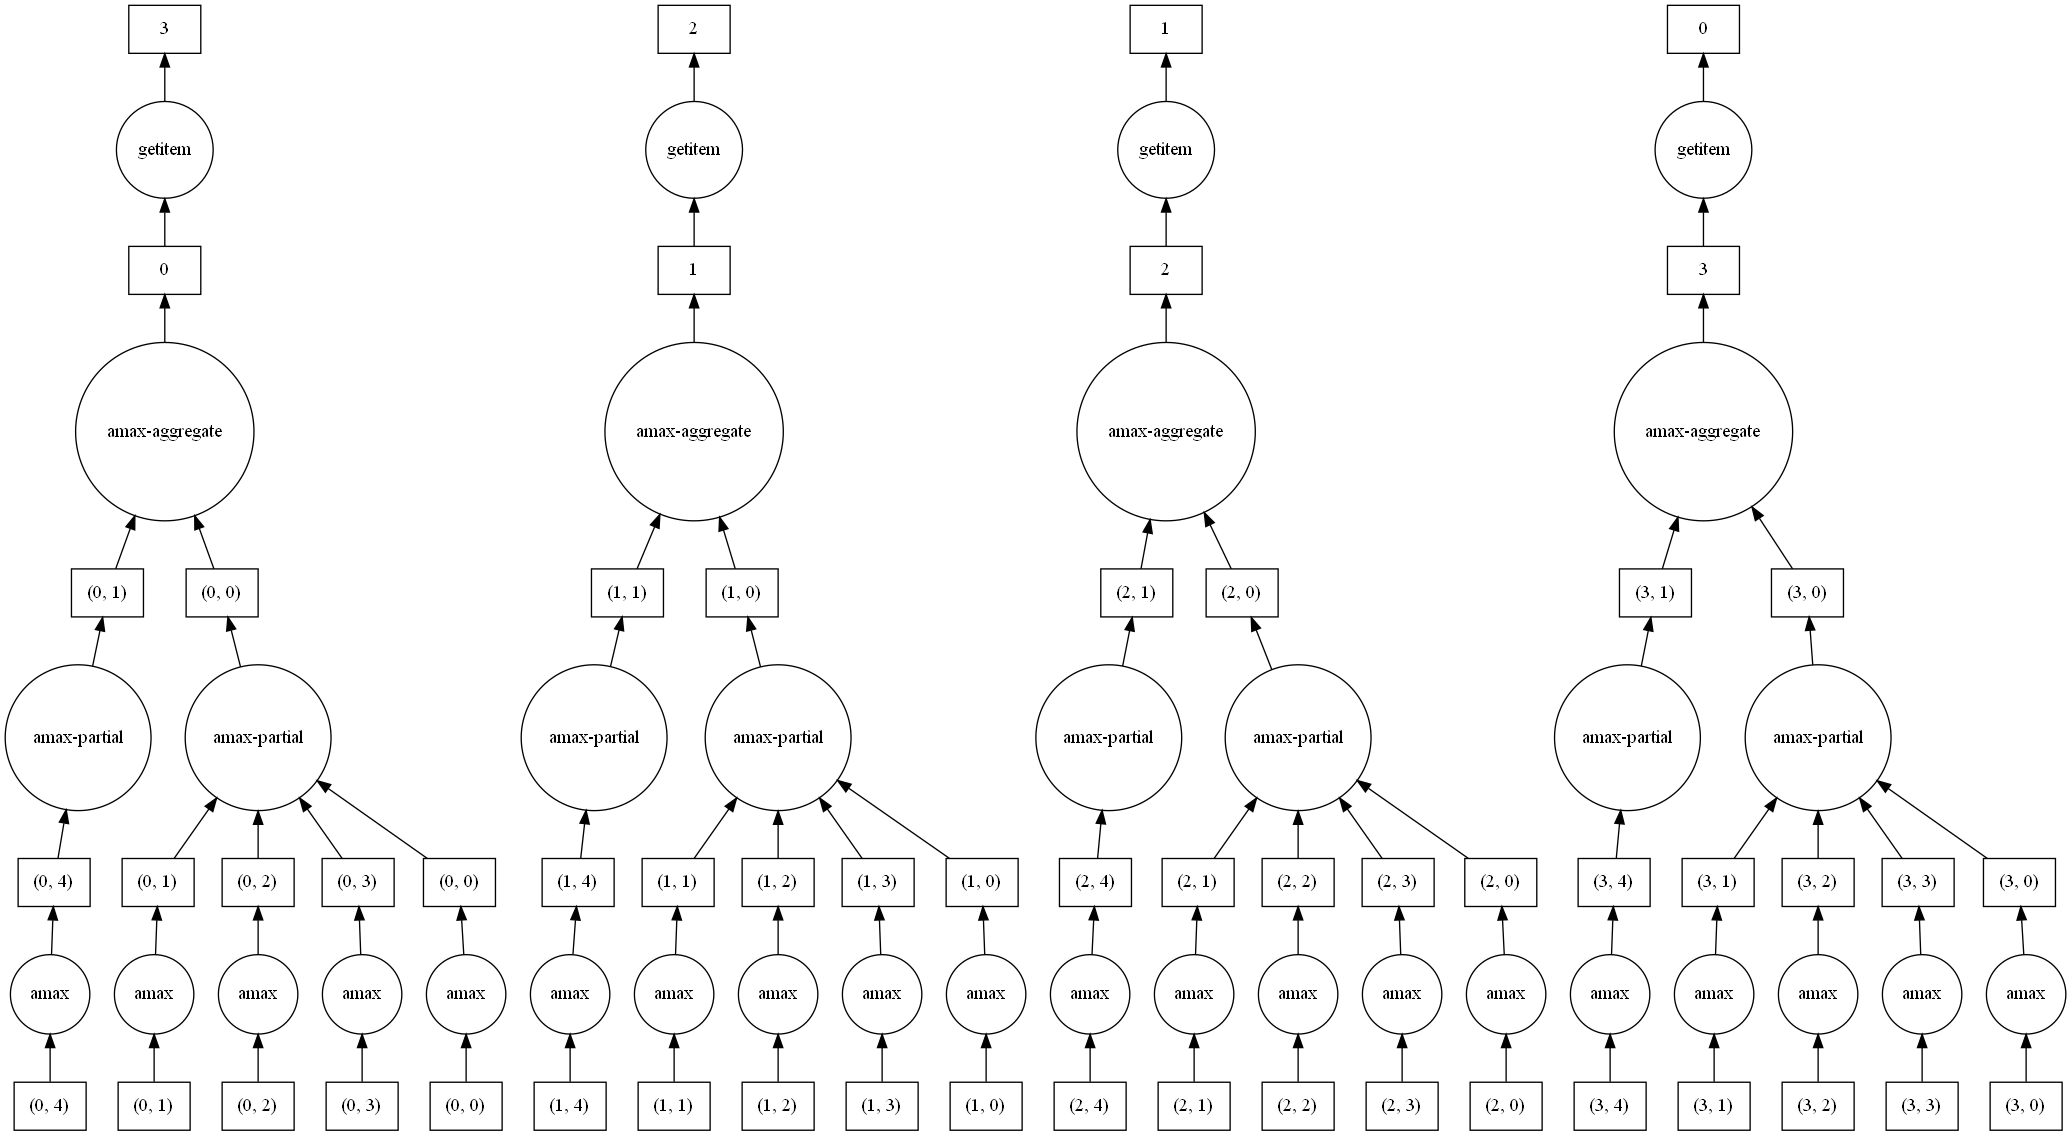 3 2 1 0
getitem getitem getitem getitem
0 1 2 3
amax-aggregate amax-aggregate amax-aggregate amax-aggregate
(0, 1) (0, 0) (1, 1) (1, 0) (2, 1) (2, 0) (3, 1) (3, 0)
amax-partial amax-partial amax-partial amax-partial amax-partial amax-partial amax-partial amax-partial
(0, 4) (0, 1) (0, 2) (0, 3) (0, 0) (1, 4) (1, 1) (1, 2) (1, 3) (1, 0) (2, 4) (2, 1) (2, 2) (2, 3) (2, 0) (3, 4) (3, 1) (3, 2) (3, 3) (3, 0)
amax amax amax amax amax amax amax amax amax amax amax amax amax amax amax amax amax amax amax amax
(0, 4) (0, 1) (0, 2) (0, 3) (0, 0) (1, 4) (1, 1) (1, 2) (1, 3) (1, 0) (2, 4) (2, 1) (2, 2) (2, 3) (2, 0) (3, 4) (3, 1) (3, 2) (3, 3) (3, 0)